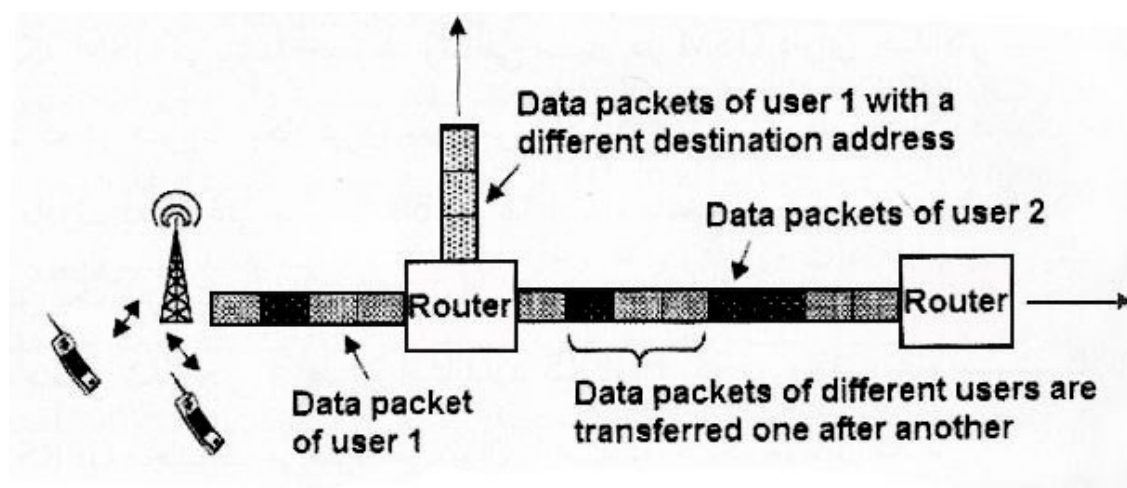 Data packets of user 1 with a
different destination address
Data packets of user 2
Router
Router
Data packet
of user 1
Data packets of different users are
transferred one after another